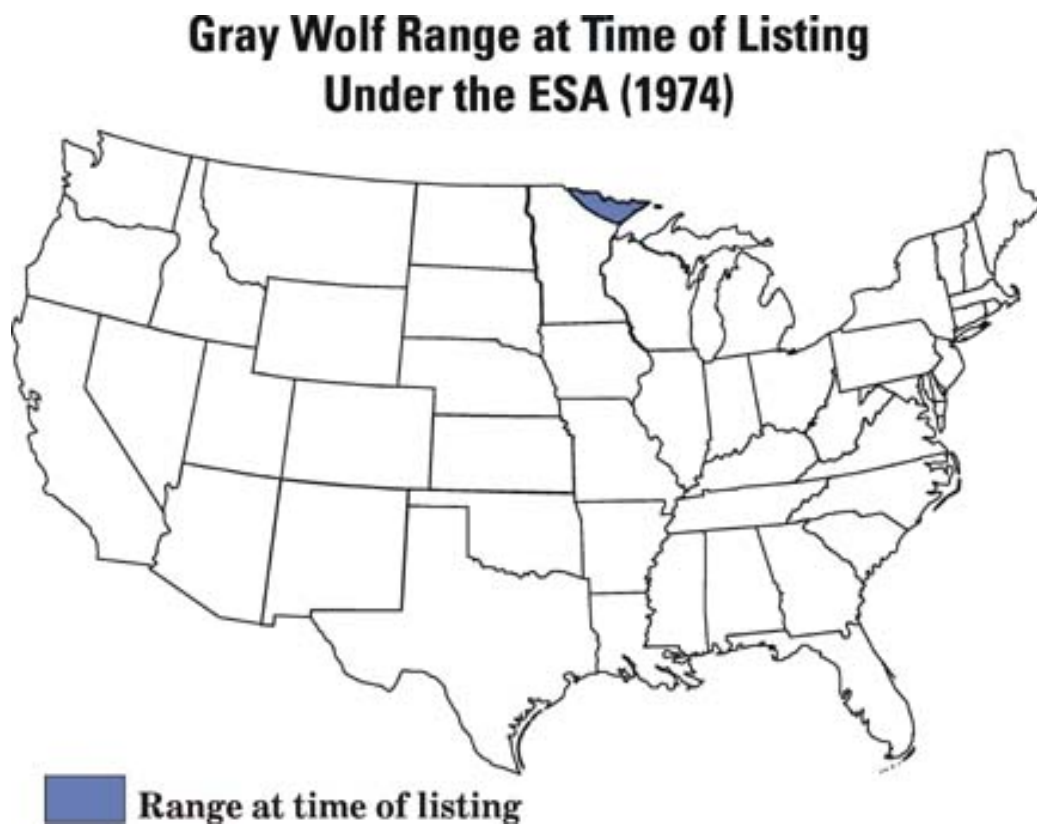 Gray Wolf Range at Time of Listing
Under the ESA (1974)
Range at time of listing